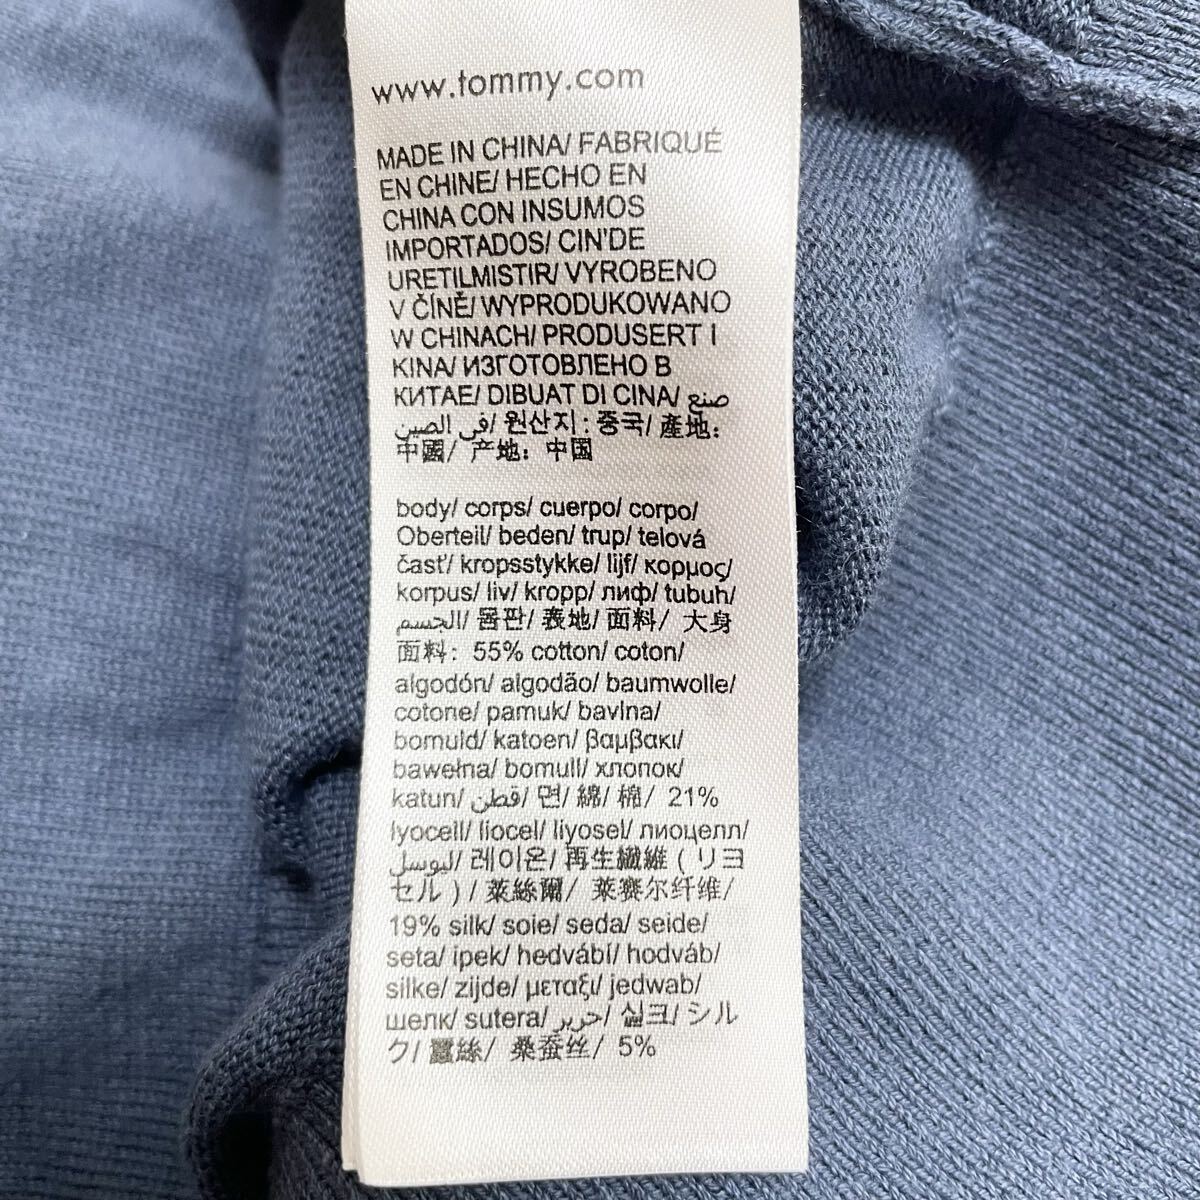 www.tommy.com
MADE IN CHINA/ FABRIQUÉ
EN CHINE/ HECHO EN
CHINA CON INSUMOS
IMPORTADOS/ CIN'DE
URETILMISTIR/ VYROBENO
V ČÍNĚ/ WYPRODUKOWANO
W CHINACH/ PRODUSERT I
KINA/ ИЗГОТОВЛЕНО В
КИТАЕ/ DIBUAT DI CINA/ صنع
في الصين/ 원산지 : 중국/ 產地：
中國/ 产地：中国
body/ corps/ cuerpo/ corpo/
Oberteil/ beden/ trup/ telová
časť/ kropsstykke/ lijf/ κορμος/
korpus/ liv/ kropp/ лиф/ tubuh/
الجسم/ 몸판/ 表地/ 面料/ 大身
面料：55% cotton/ coton/
algodón/ algodão/ baumwolle/
cotone/ pamuk/ bavlna/
bomuld/ katoen/ βαμβακι/
bawełna/ bomull/ хлопок/
katun/ قطن/ 면/ 綿/ 棉/ 21%
lyocell/ liocel/ liyosel/ лиоцелл/
ليوسل/ 레이온/ 再生繊維 ( リヨ
セル ) / 萊絲爾/ 莱赛尔纤维/
19% silk/ soie/ seda/ seide/
seta/ ipek/ hedvábí/ hodváb/
silke/ zijde/ μεταξι/ jedwab/
шелк/ sutera/ حرير/ 실크/ シル
ク/ 蠶絲/ 桑蚕丝/ 5%